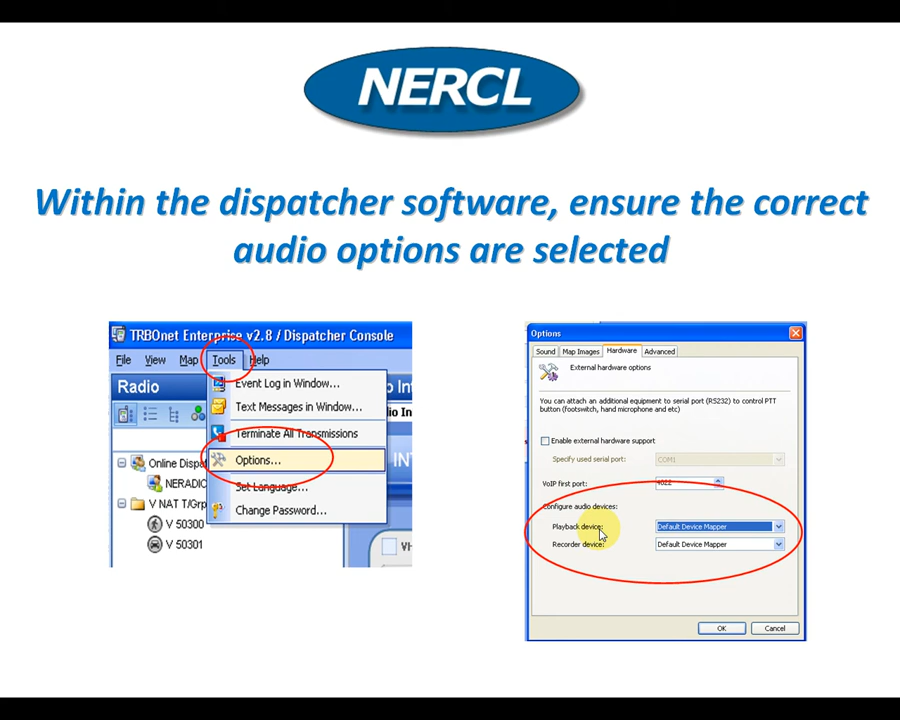 NERCL
Within the dispatcher software, ensure the correct
audio options are selected
TRBOnet Enterprise v2.8 / Dispatcher Console
File View Map Tools Help
Radio
Event Log in Window...
Text Messages in Window...
Terminate All Transmissions
Options...
Set Language...
Change Password...
Online Dispat
NERADIO
V NAT T/Grp
V 50300
V 50301
Options
Sound Map Images Hardware Advanced
External hardware options
You can attach an additional equipment to serial port (RS232) to control PTT
button (footswitch, hand microphone and etc)
Enable external hardware support
Specify used serial port: COM1
VoIP first port: 4022
Configure audio devices:
Playback device: Default Device Mapper
Recorder device: Default Device Mapper
OK Cancel